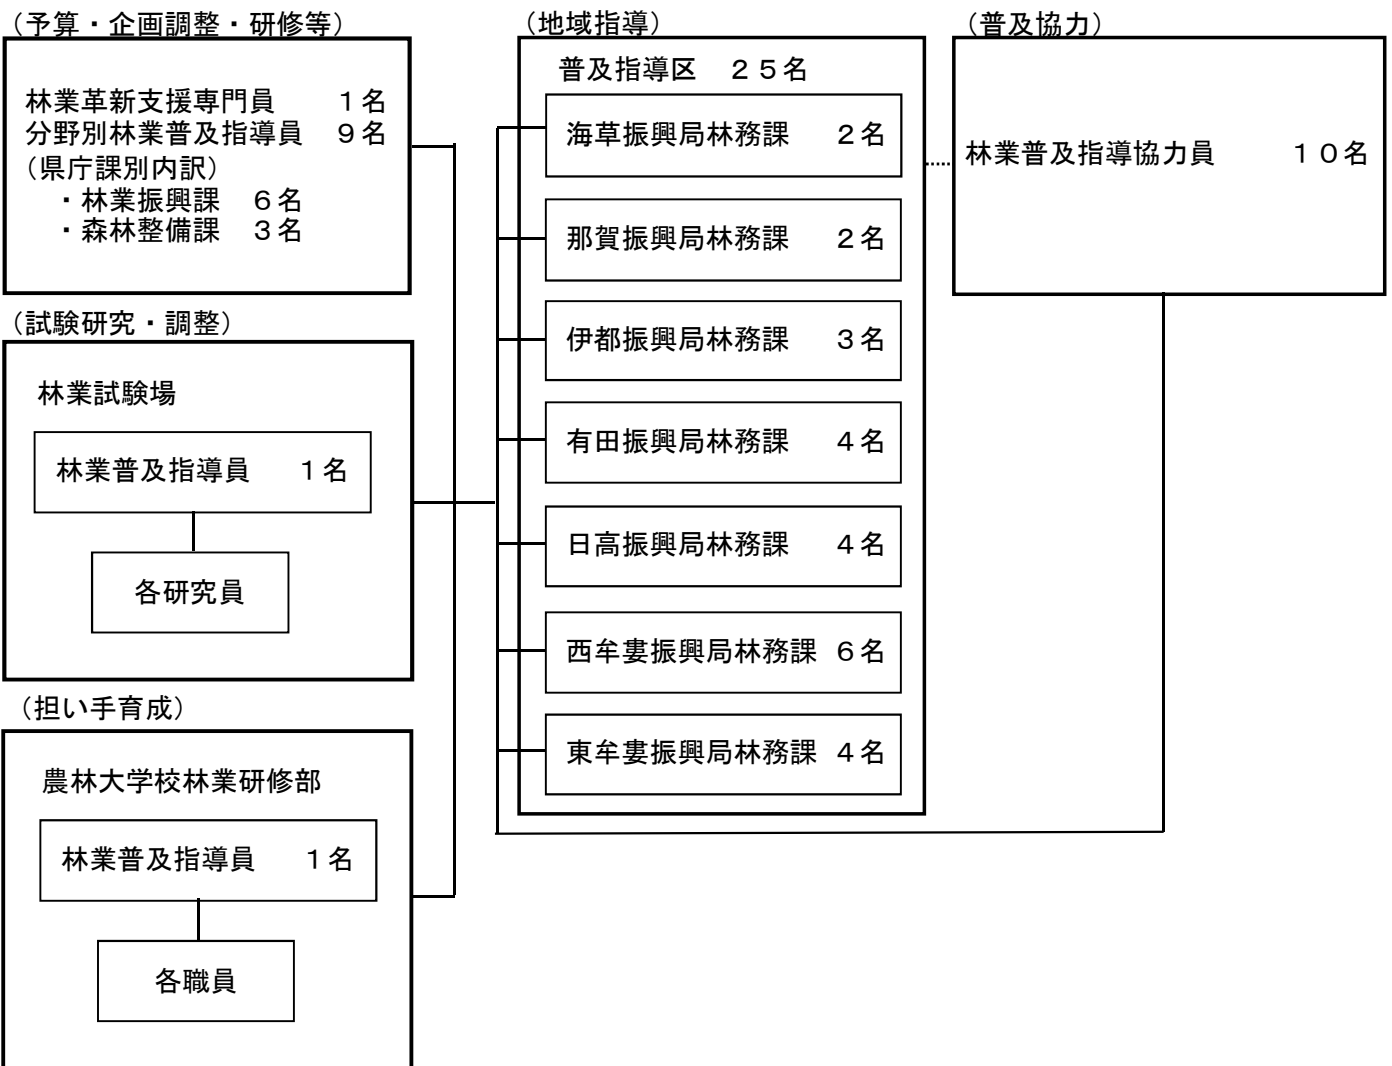 （予算・企画調整・研修等）
林業革新支援専門員　　１名
分野別林業普及指導員　９名
（県庁課別内訳）
・林業振興課　６名
・森林整備課　３名
（試験研究・調整）
林業試験場
林業普及指導員　１名
各研究員
（担い手育成）
農林大学校林業研修部
林業普及指導員　１名
各職員
（地域指導）
普及指導区　２５名
海草振興局林務課　２名
那賀振興局林務課　２名
伊都振興局林務課　３名
有田振興局林務課　４名
日高振興局林務課　４名
西牟婁振興局林務課　６名
東牟婁振興局林務課　４名
（普及協力）
林業普及指導協力員　１０名